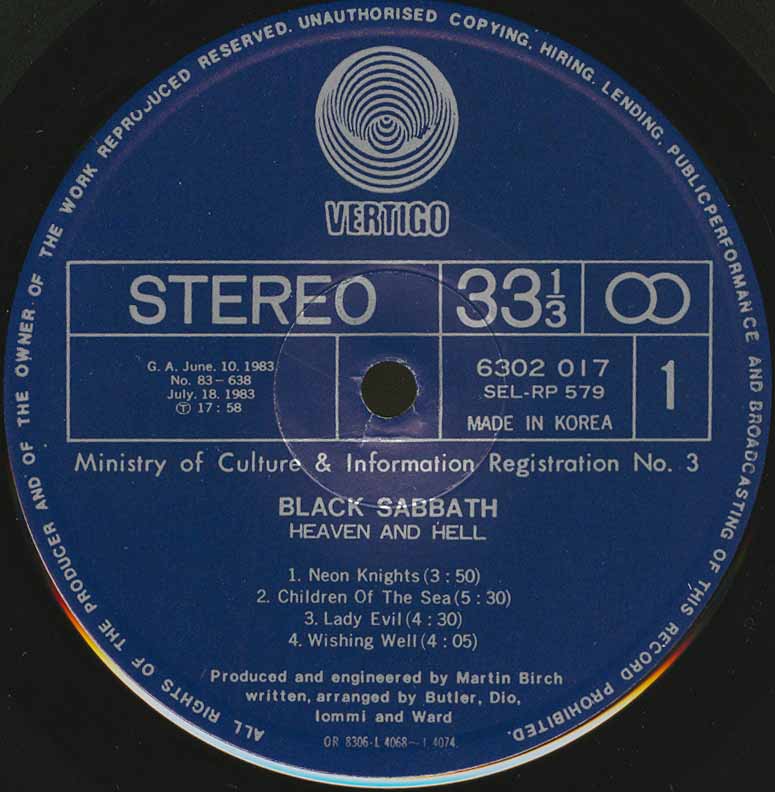 ALL RIGHTS OF THE PRODUCER AND OF THE OWNER OF THE WORK REPRODUCED RESERVED. UNAUTHORISED COPYING, HIRING, LENDING, PUBLICPERFORMANCE AND BROADCASTING OF THIS RECORD PROHIBITED.
VERTIGO
STEREO
33 1/3
G. A. June. 10. 1983
No. 83-638
July. 18. 1983
Ⓣ 17 : 58
6302 017
SEL-RP 579
MADE IN KOREA
1
Ministry of Culture & Information Registration No. 3
BLACK SABBATH
HEAVEN AND HELL
1. Neon Knights (3 : 50)
2. Children Of The Sea (5 : 30)
3. Lady Evil (4 : 30)
4. Wishing Well (4 : 05)
Produced and engineered by Martin Birch
written, arranged by Butler, Dio,
Iommi and Ward
OR 8306-L 4068~ 4074.